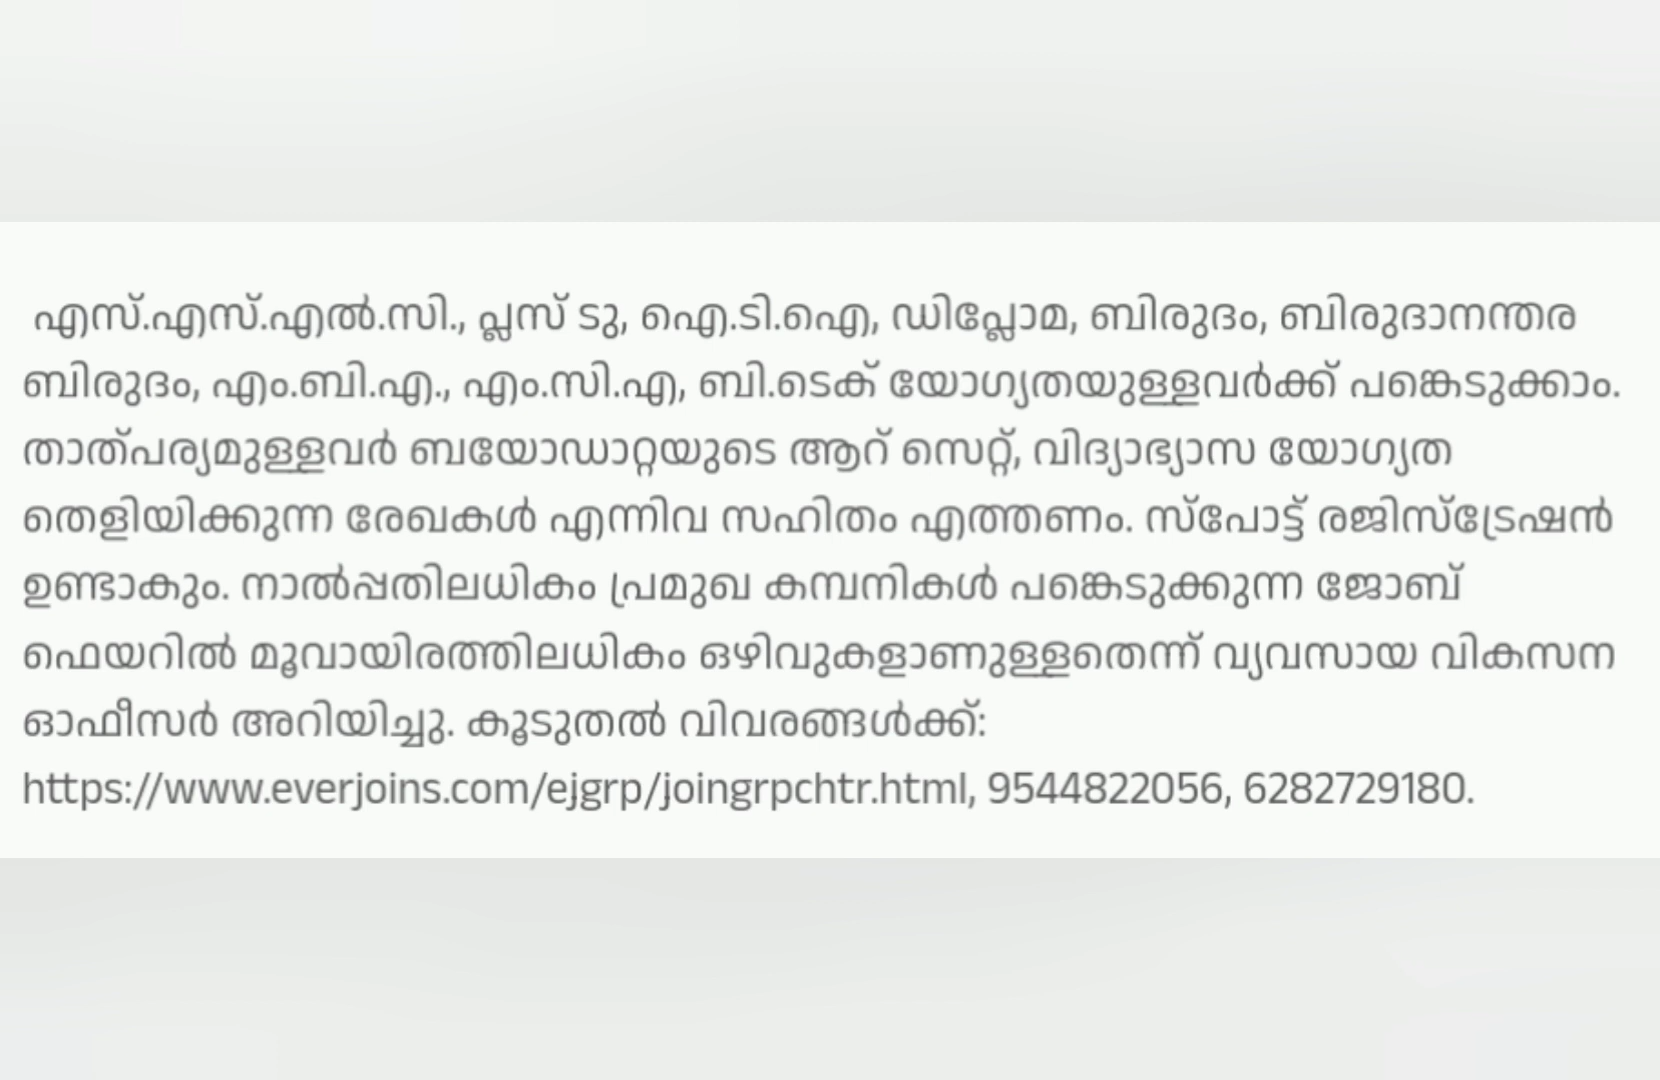 എസ്.എസ്.എൽ.സി., പ്ലസ് ടു, ഐ.ടി.ഐ, ഡിപ്ലോമ, ബിരുദം, ബിരുദാനന്തര
ബിരുദം, എം.ബി.എ., എം.സി.എ, ബി.ടെക് യോഗ്യതയുള്ളവർക്ക് പങ്കെടുക്കാം.
താത്പര്യമുള്ളവർ ബയോഡാറ്റയുടെ ആറ് സെറ്റ്, വിദ്യാഭ്യാസ യോഗ്യത
തെളിയിക്കുന്ന രേഖകൾ എന്നിവ സഹിതം എത്തണം. സ്പോട്ട് രജിസ്ട്രേഷൻ
ഉണ്ടാകും. നാൽപ്പതിലധികം പ്രമുഖ കമ്പനികൾ പങ്കെടുക്കുന്ന ജോബ്
ഫെയറിൽ മൂവായിരത്തിലധികം ഒഴിവുകളാണുള്ളതെന്ന് വ്യവസായ വികസന
ഓഫീസർ അറിയിച്ചു. കൂടുതൽ വിവരങ്ങൾക്ക്:
https://www.everjoins.com/ejgrp/joingrpchtr.html, 9544822056, 6282729180.